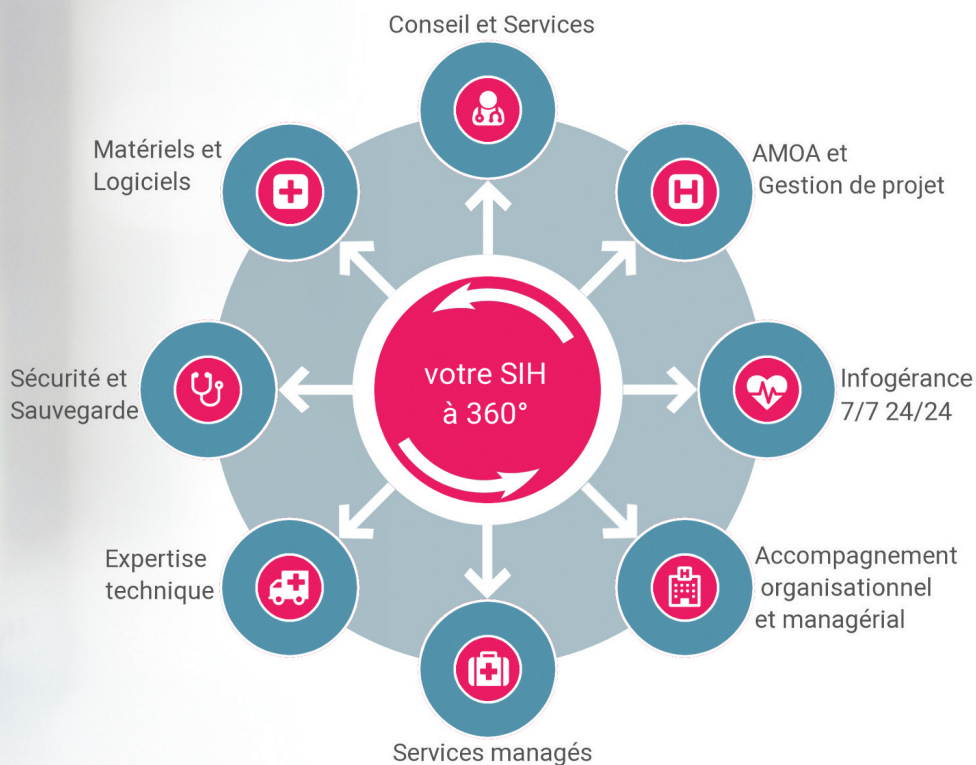 Conseil et Services
AMOA et
Gestion de projet
Infogérance
7/7 24/24
Accompagnement
organisationnel
et managérial
Services managés
Expertise
technique
Sécurité et
Sauvegarde
Matériels et
Logiciels
votre SIH
à 360°
H
H